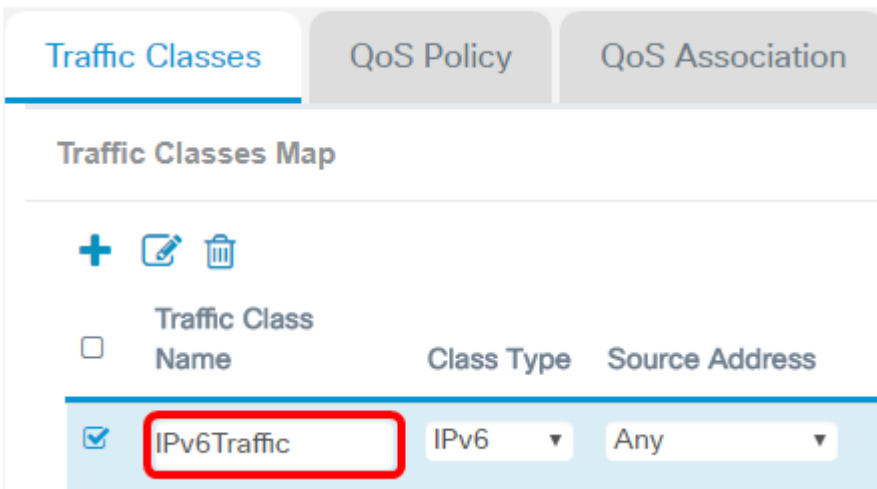 Traffic Classes QoS Policy QoS Association
Traffic Classes Map
Traffic Class
Name Class Type Source Address
IPv6Traffic IPv6 Any